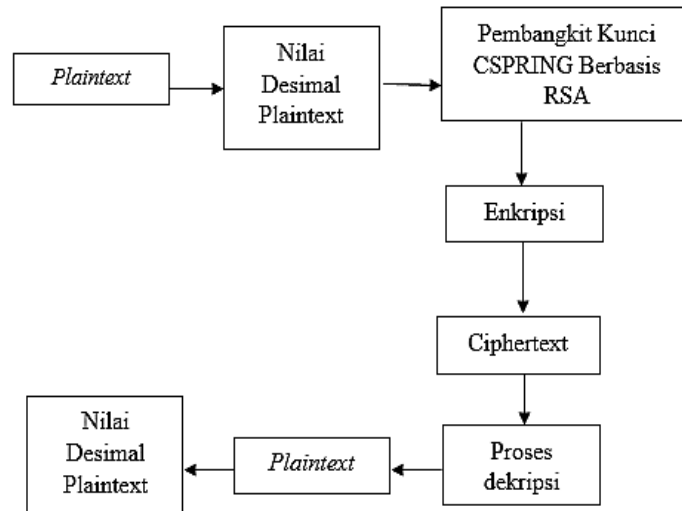 Plaintext
Nilai
Desimal
Plaintext
Pembangkit Kunci
CSPRING Berbasis
RSA
Enkripsi
Ciphertext
Proses
dekripsi
Plaintext
Nilai
Desimal
Plaintext